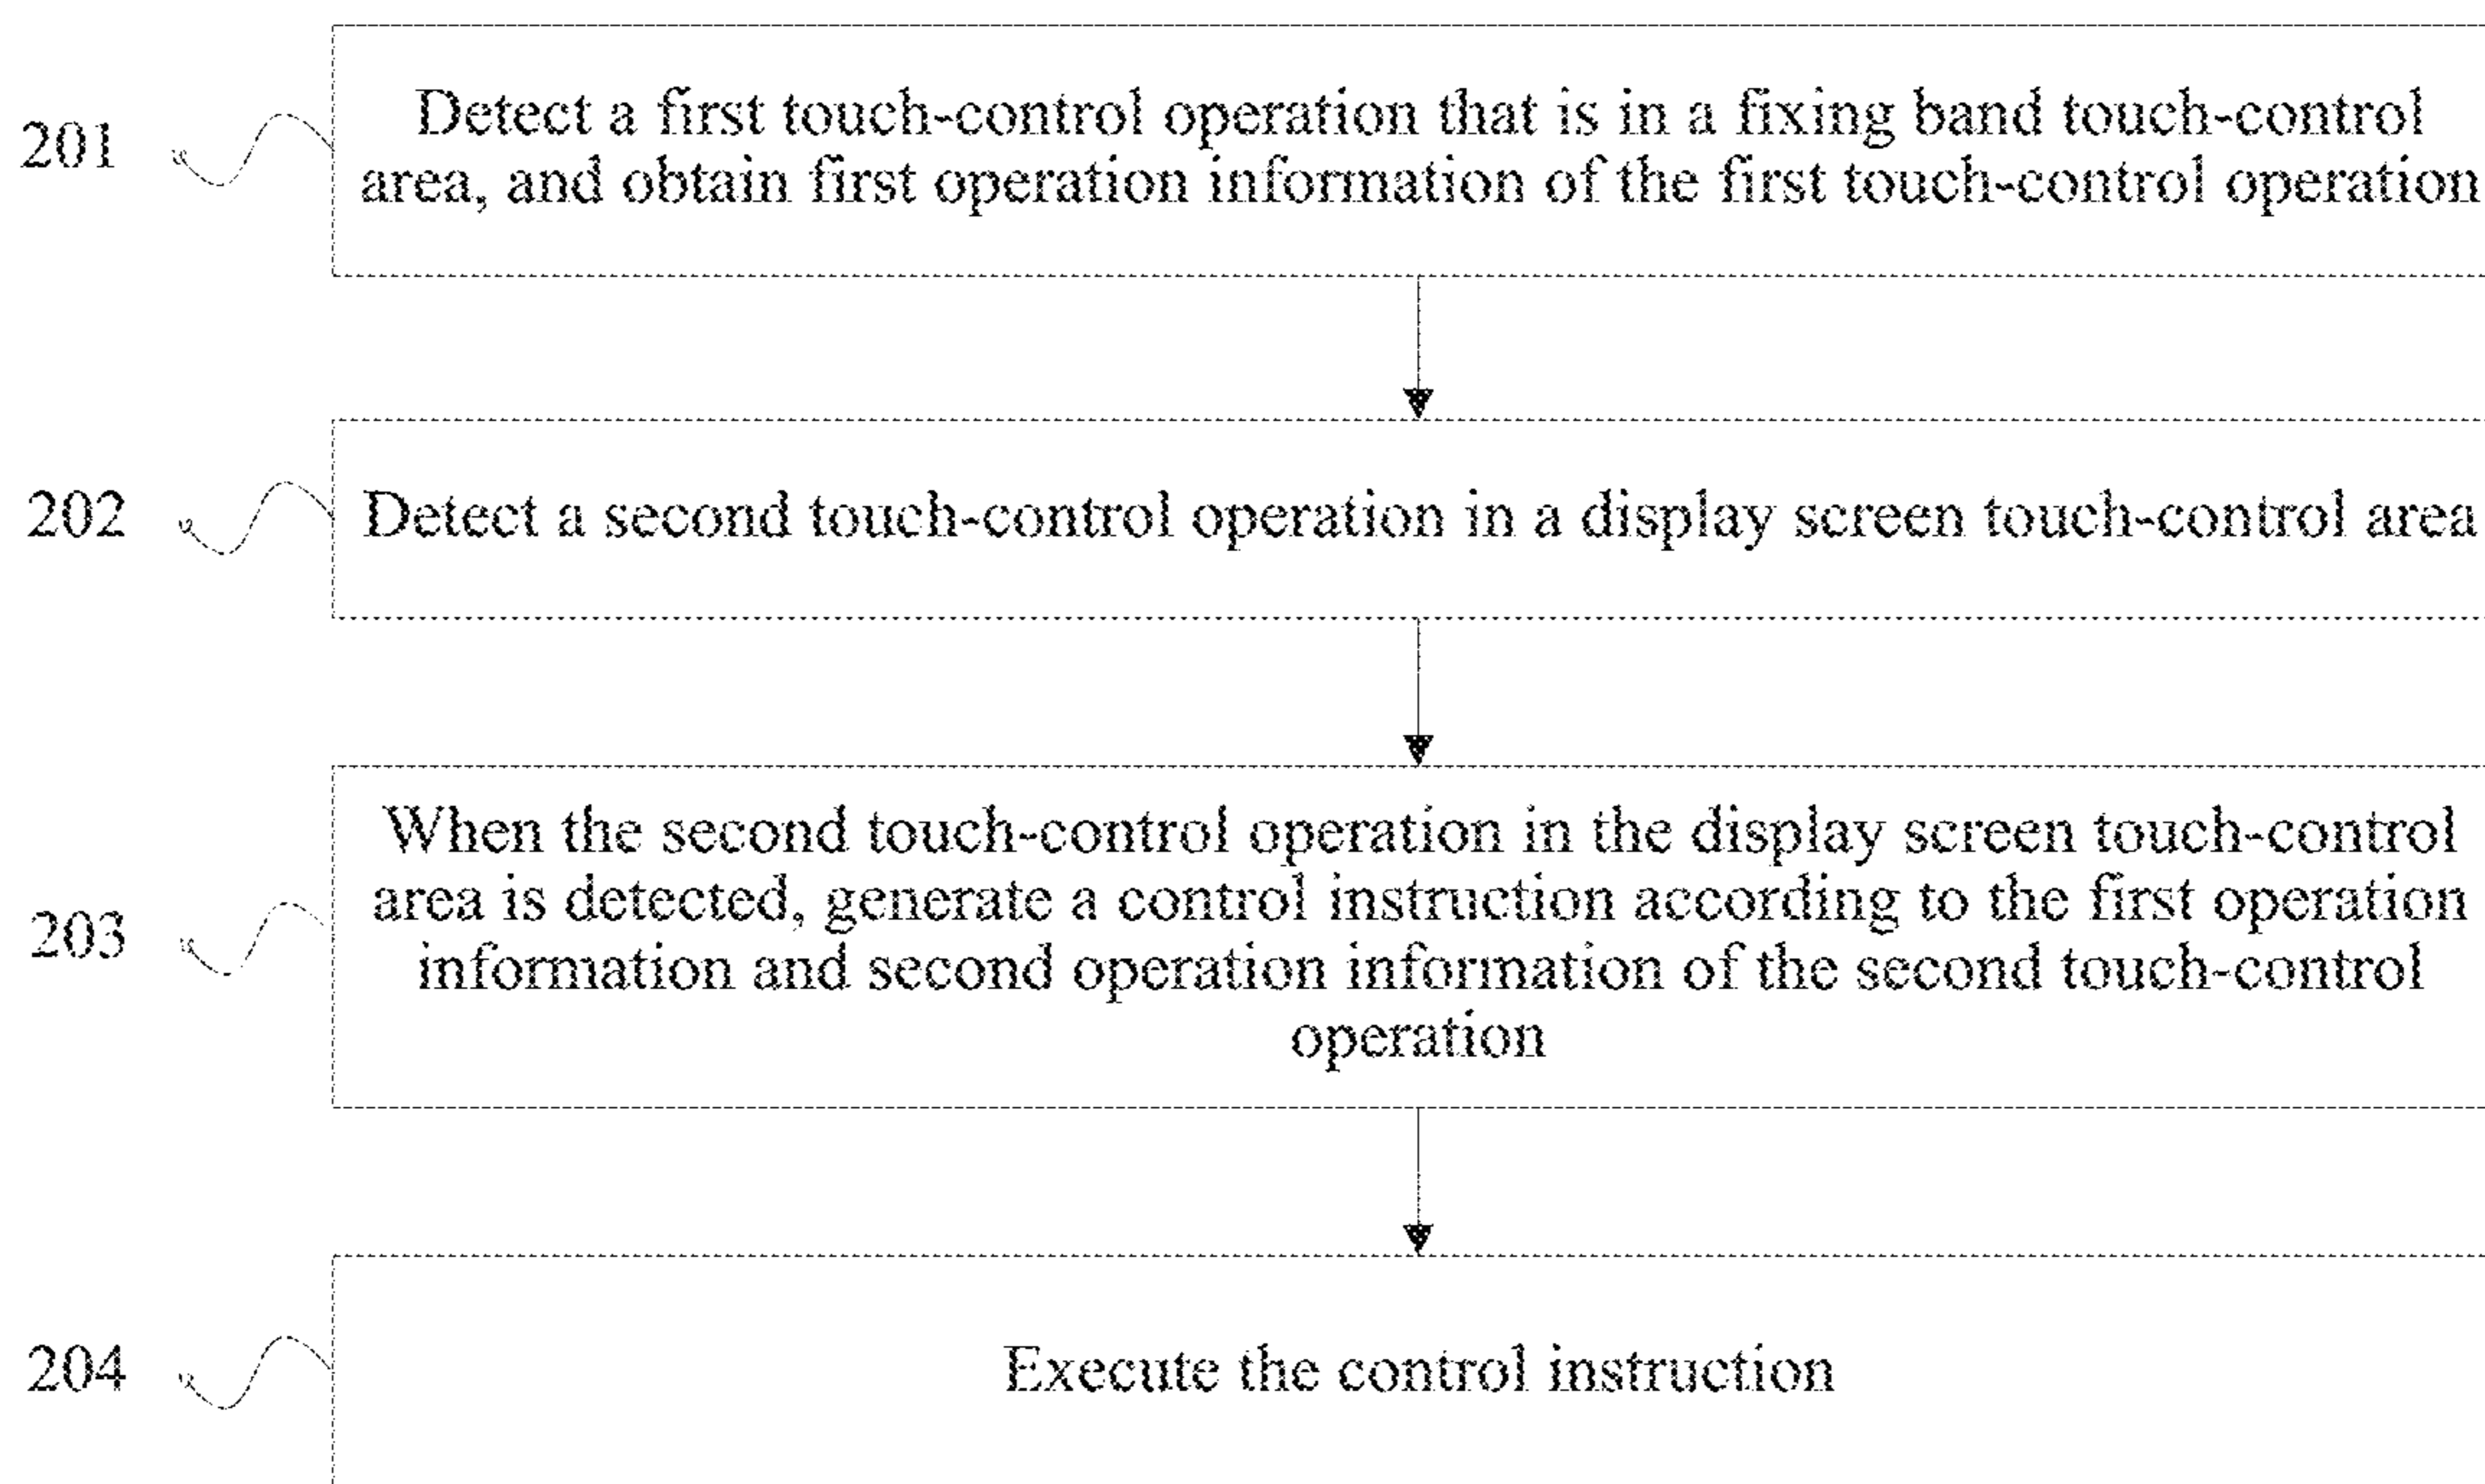 201
Detect a first touch-control operation that is in a fixing band touch-control
area, and obtain first operation information of the first touch-control operation
202
Detect a second touch-control operation in a display screen touch-control area
When the second touch-control operation in the display screen touch-control
area is detected, generate a control instruction according to the first operation
203
information and second operation information of the second touch-control
operation
204
Execute the control instruction